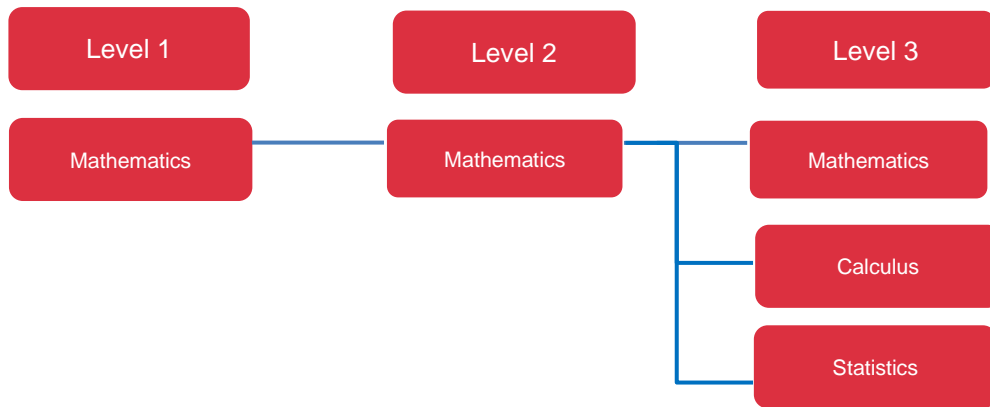 Level 1
Level 2
Level 3
Mathematics
Mathematics
Mathematics
Calculus
Statistics